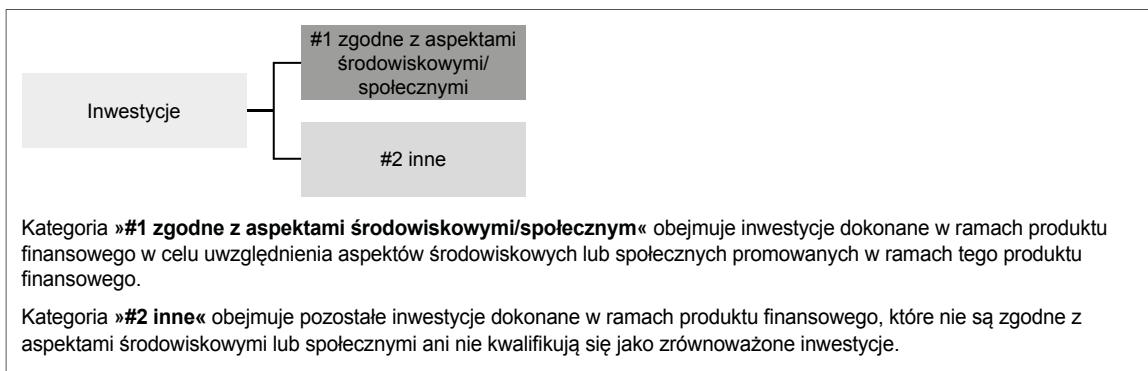 #1 zgodne z aspektami
środowiskowymi/
społecznymi
Inwestycje
#2 inne
Kategoria »#1 zgodne z aspektami środowiskowymi/społecznym« obejmuje inwestycje dokonane w ramach produktu
finansowego w celu uwzględnienia aspektów środowiskowych lub społecznych promowanych w ramach tego produktu
finansowego.
Kategoria »#2 inne« obejmuje pozostałe inwestycje dokonane w ramach produktu finansowego, które nie są zgodne z
aspektami środowiskowymi lub społecznymi ani nie kwalifikują się jako zrównoważone inwestycje.